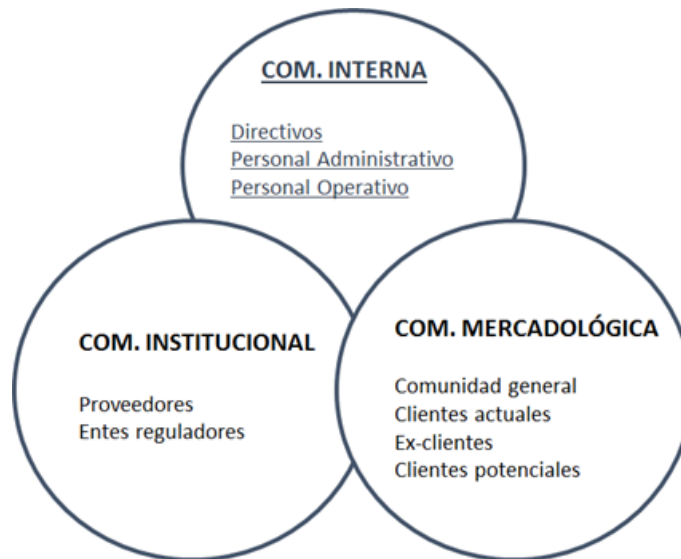 COM. INTERNA
Directivos
Personal Administrativo
Personal Operativo
COM. INSTITUCIONAL
Proveedores
Entes reguladores
COM. MERCADOLÓGICA
Comunidad general
Clientes actuales
Ex-clientes
Clientes potenciales